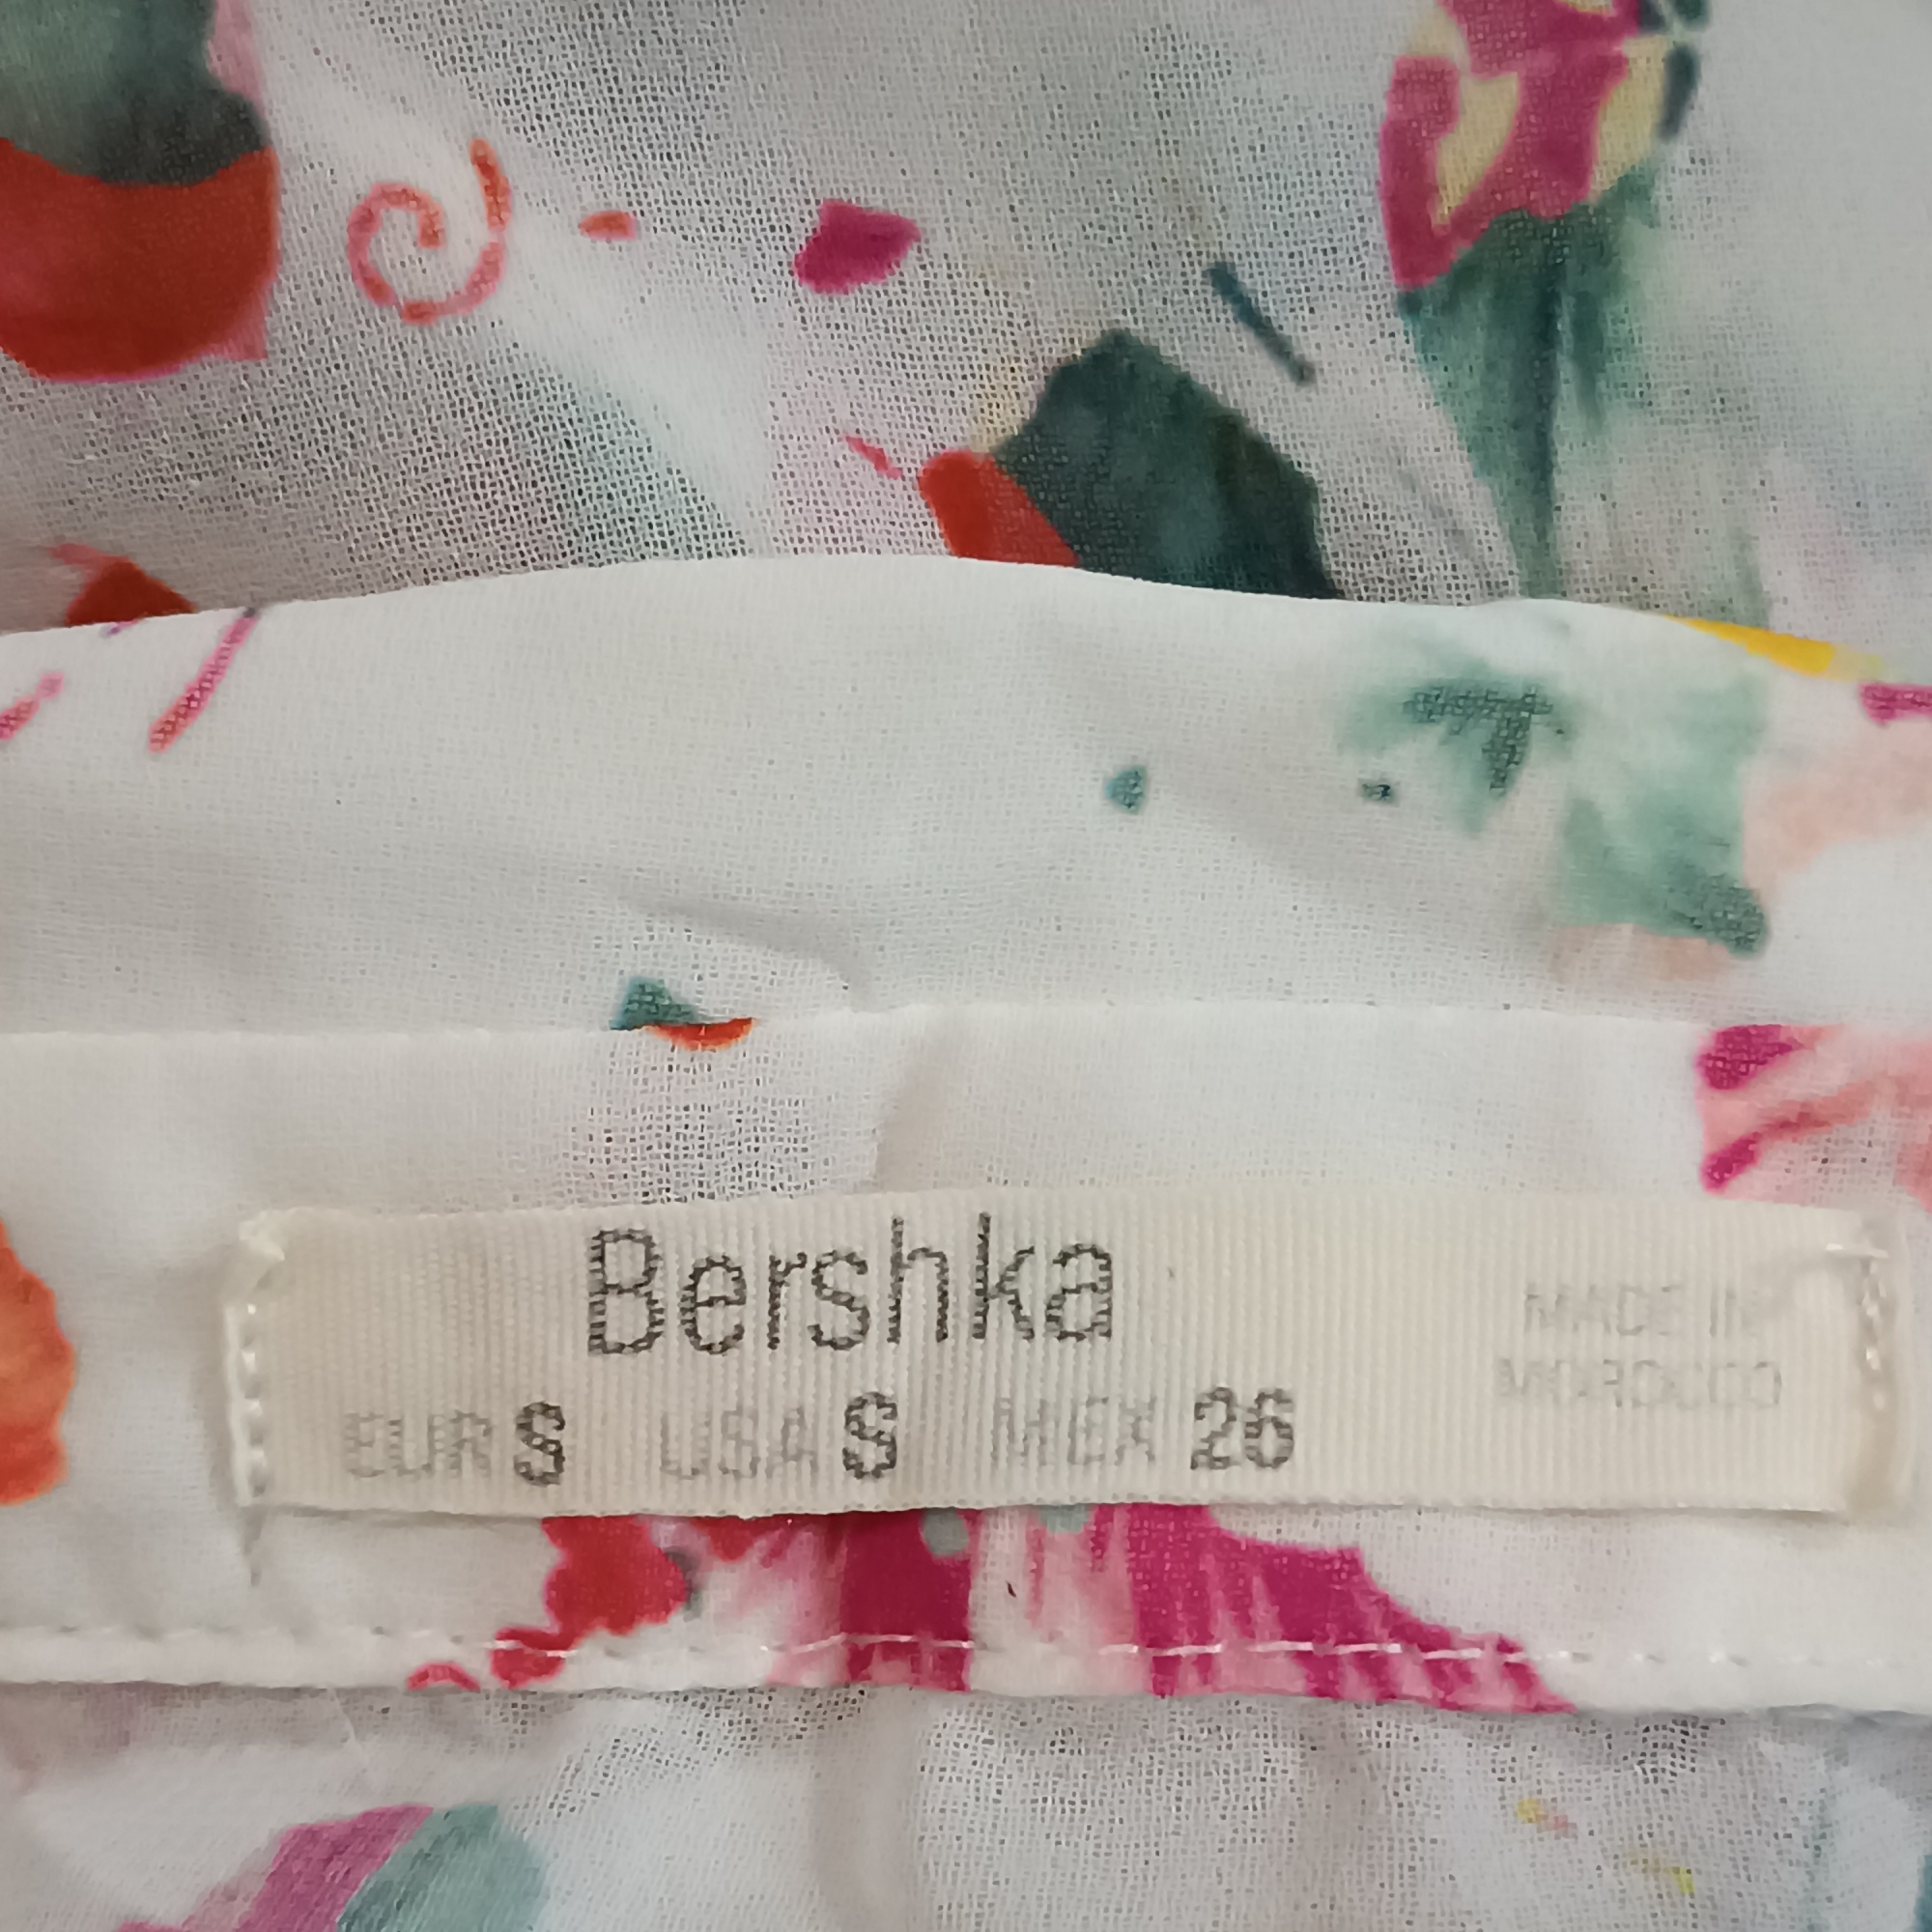 Bershka
EUR S USA S MEX 26
MADE IN
MOROCCO